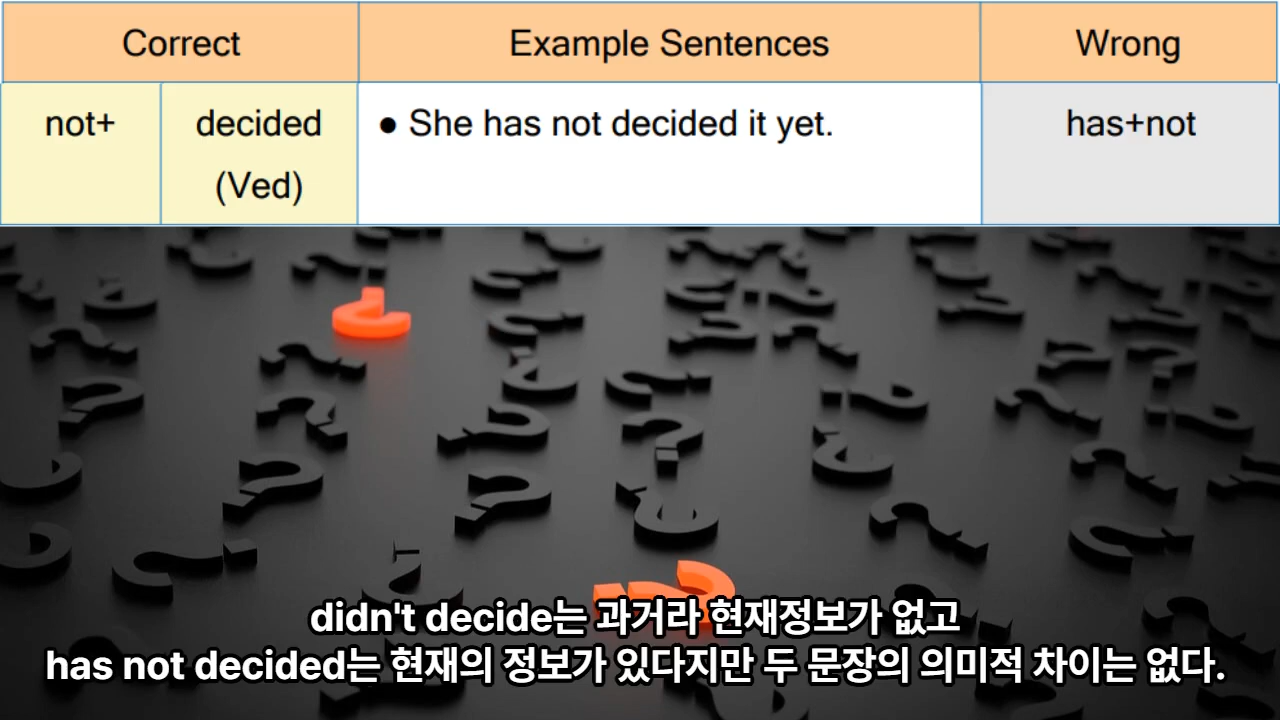 Correct
Example Sentences
Wrong
not+
decided
(Ved)
● She has not decided it yet.
has+not
didn't decide는 과거라 현재정보가 없고
has not decided는 현재의 정보가 있다지만 두 문장의 의미적 차이는 없다.